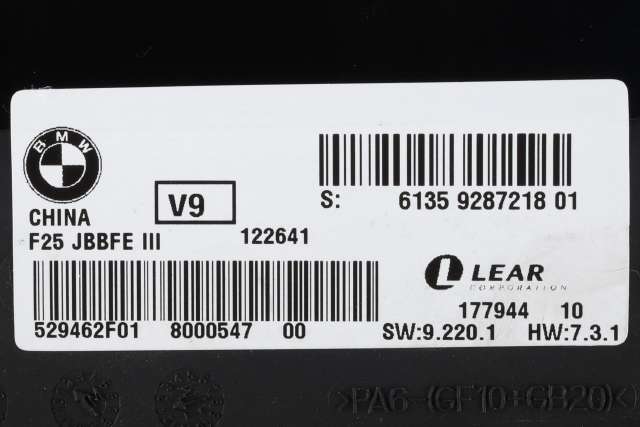 BMW
CHINA
V9
S: 6135 9287218 01
F25 JBBFE III 122641
LEAR
CORPORATION
529462F01 8000547 00
177944 10
SW:9.220.1 HW:7.3.1
>PA6-(GF10+GB20)<